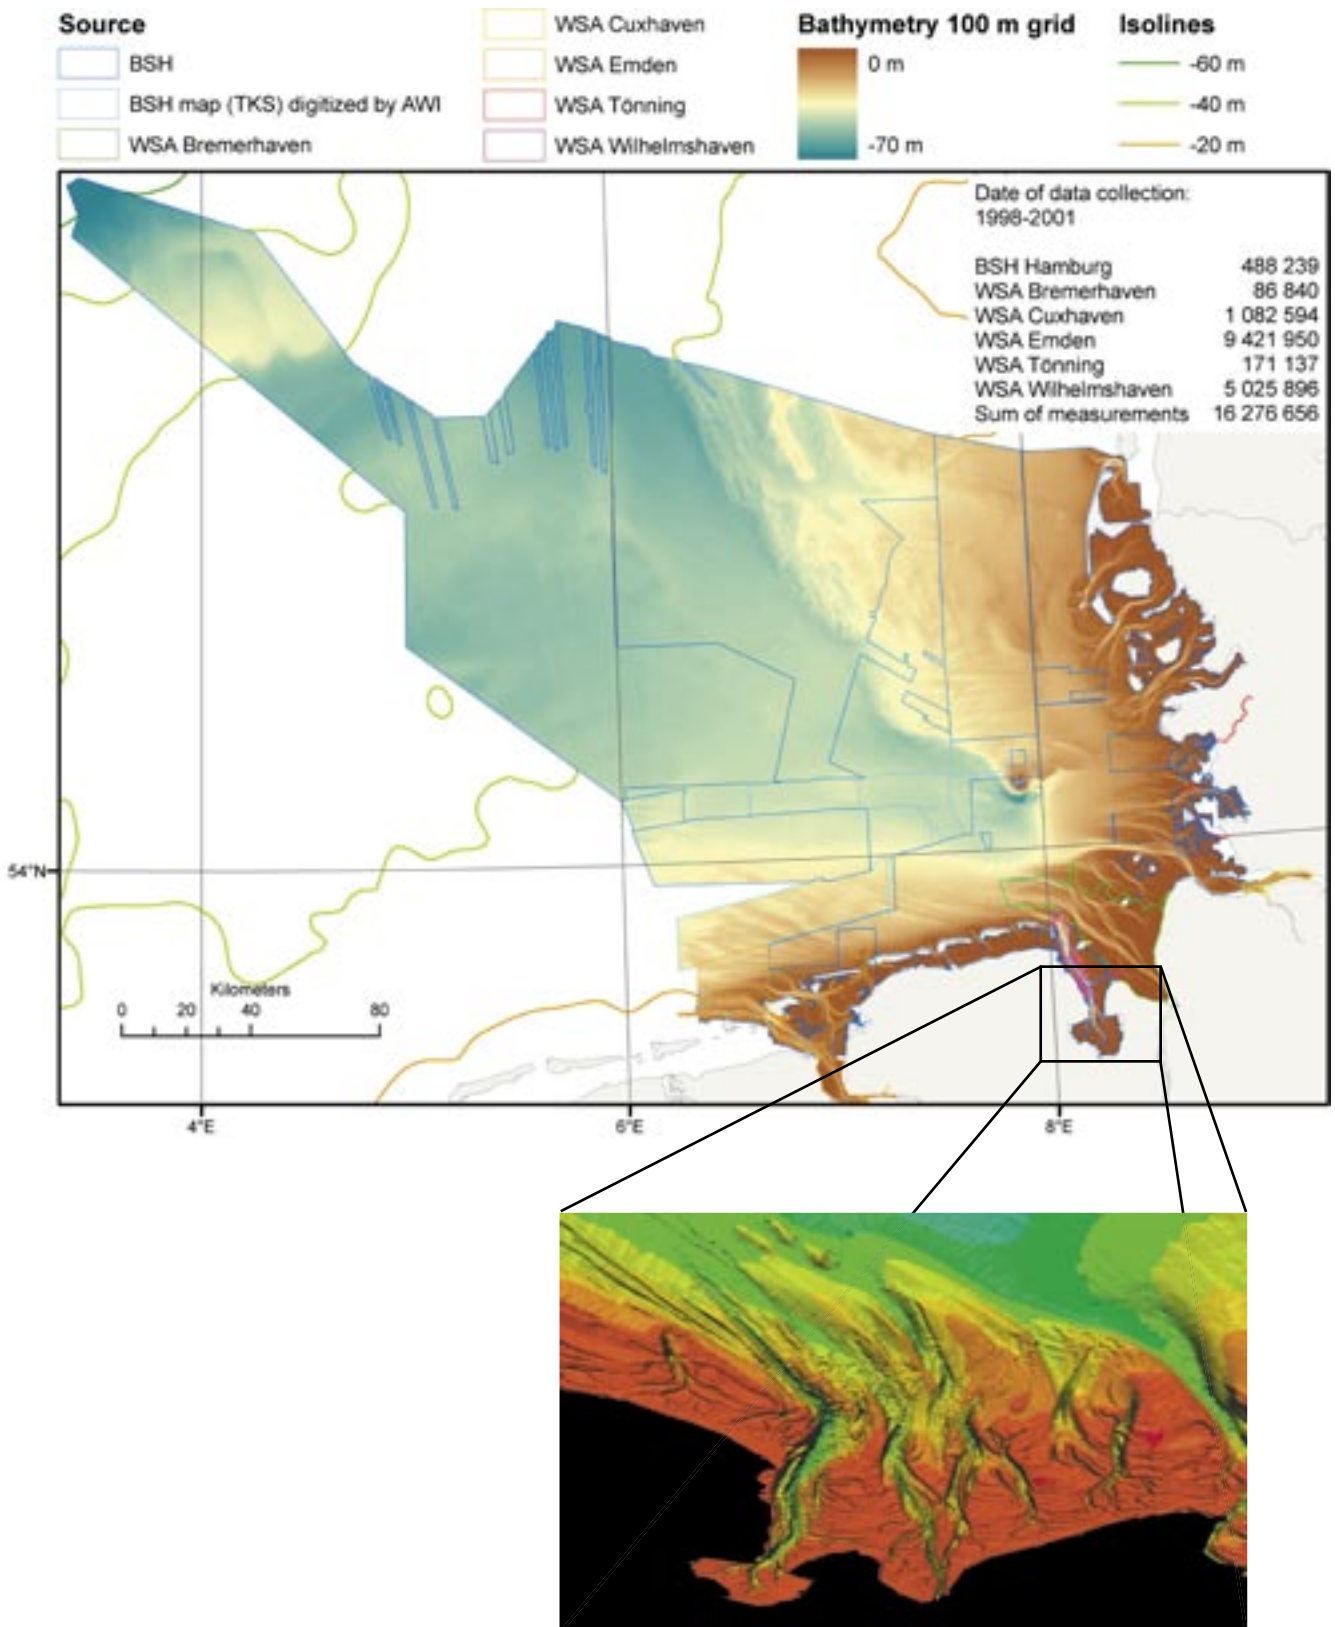 Source
BSH
BSH map (TKS) digitized by AWI
WSA Bremerhaven
WSA Cuxhaven
WSA Emden
WSA Tönning
WSA Wilhelmshaven
Bathymetry 100 m grid
0 m
-70 m
Isolines
-60 m
-40 m
-20 m
Date of data collection:
1998-2001
BSH Hamburg 488 239
WSA Bremerhaven 86 840
WSA Cuxhaven 1 082 594
WSA Emden 9 421 950
WSA Tönning 171 137
WSA Wilhelmshaven 5 025 896
Sum of measurements 16 276 656
54°N
Kilometers
0 20 40 80
4°E 6°E 8°E